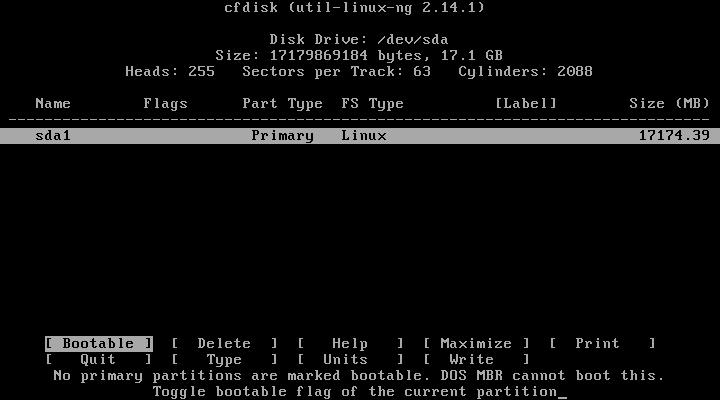 cfdisk (util-linux-ng 2.14.1)
Disk Drive: /dev/sda
Size: 17179869184 bytes, 17.1 GB
Heads: 255   Sectors per Track: 63   Cylinders: 2088
Name   Flags   Part Type   FS Type   [Label]   Size (MB)
sda1   Primary   Linux   17174.39
[ Bootable ]  [ Delete ]  [ Help ]  [ Maximize ]  [ Print ]
[ Quit ]  [ Type ]  [ Units ]  [ Write ]
No primary partitions are marked bootable. DOS MBR cannot boot this.
Toggle bootable flag of the current partition_